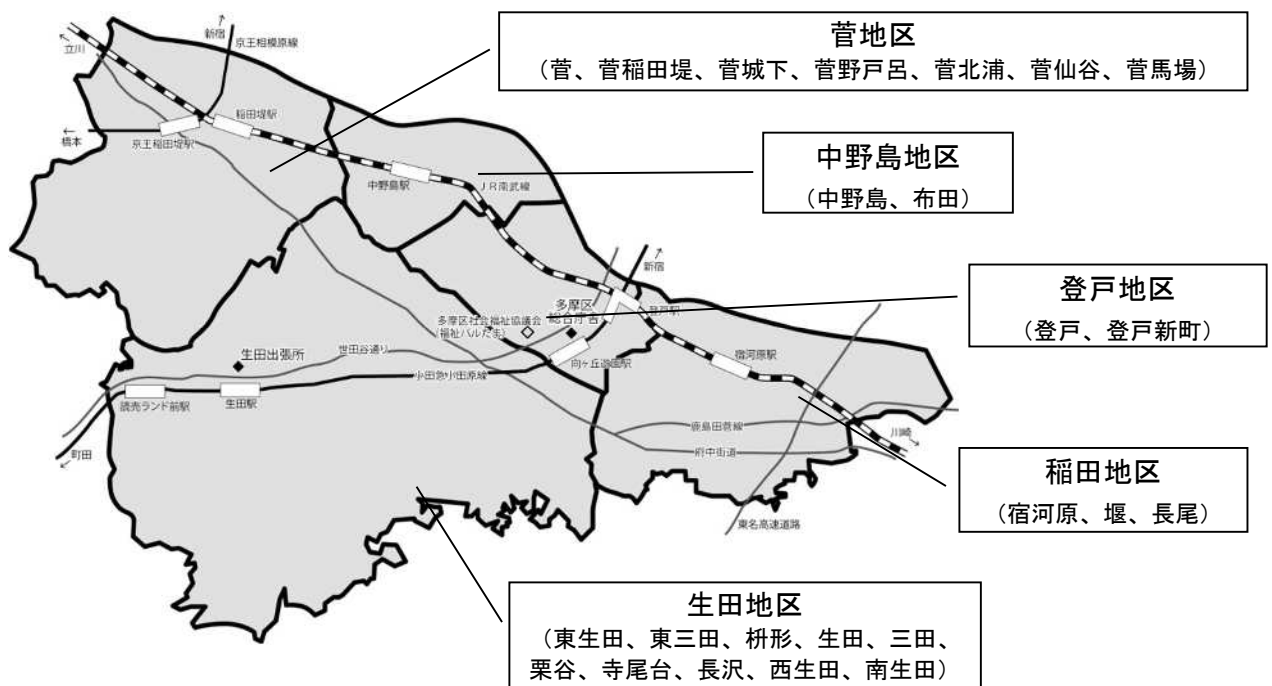 菅地区
（菅、菅稲田堤、菅城下、菅野戸呂、菅北浦、菅仙谷、菅馬場）
中野島地区
（中野島、布田）
登戸地区
（登戸、登戸新町）
稲田地区
（宿河原、堰、長尾）
生田地区
（東生田、東三田、枡形、生田、三田、
栗谷、寺尾台、長沢、西生田、南生田）
↑
新宿
京王相模原線
↑
立川
稲田堤駅
←
橋本
京王稲田堤駅
中野島駅
ＪＲ南武線
↑
新宿
多摩区
総合庁舎
登戸駅
多摩区社会福祉協議会
（福祉パルたま）
生田出張所
世田谷通り
向ヶ丘遊園駅
宿河原駅
小田急小田原線
読売ランド前駅
生田駅
鹿島田菅線
川崎
→
府中街道
町田
←
東名高速道路